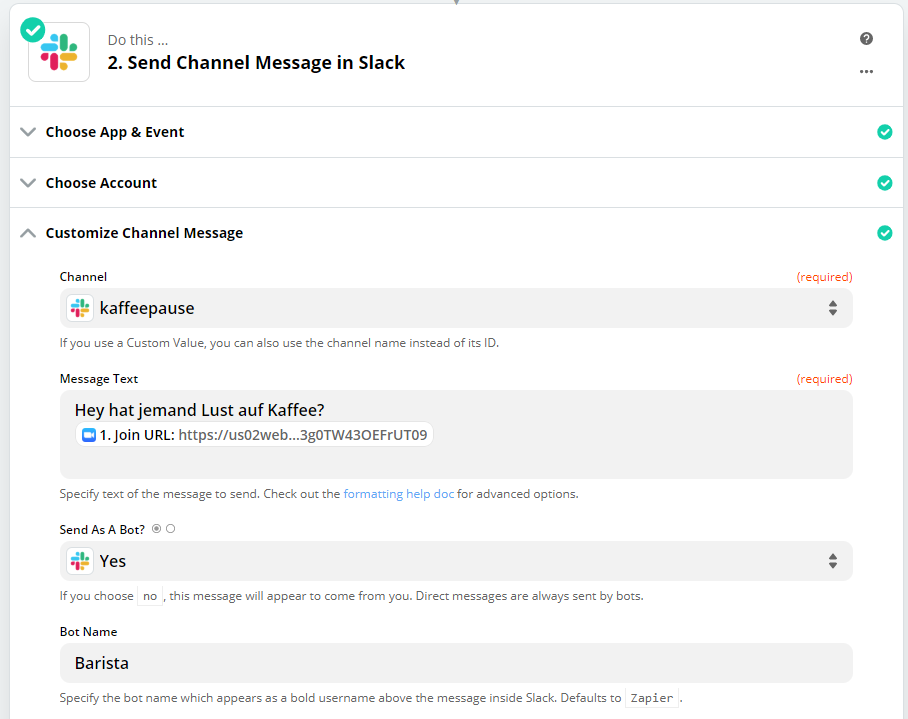 Do this ...
2. Send Channel Message in Slack
Choose App & Event
Choose Account
Customize Channel Message
Channel (required)
kaffeepause
If you use a Custom Value, you can also use the channel name instead of its ID.
Message Text (required)
Hey hat jemand Lust auf Kaffee?
1. Join URL: https://us02web...3g0TW43OEFrUT09
Specify text of the message to send. Check out the formatting help doc for advanced options.
Send As A Bot?
Yes
If you choose no , this message will appear to come from you. Direct messages are always sent by bots.
Bot Name
Barista
Specify the bot name which appears as a bold username above the message inside Slack. Defaults to Zapier .